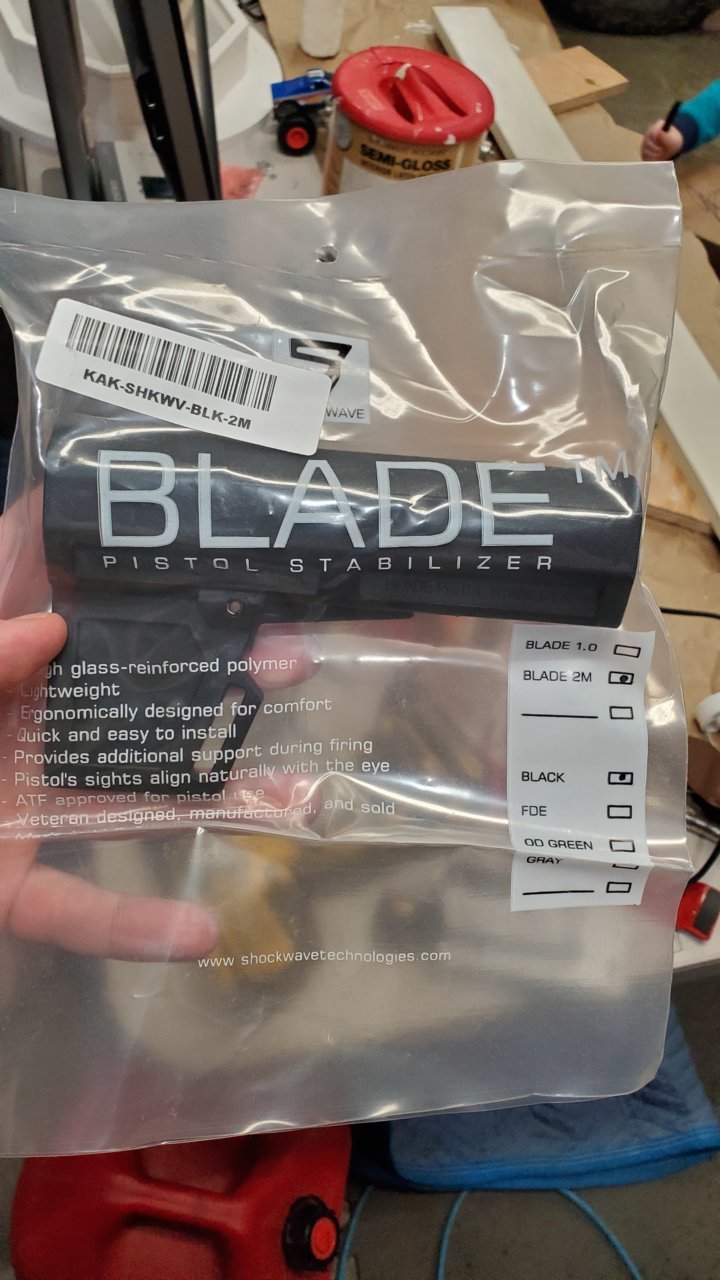 SEMI-GLOSS
KAK-SHKWV-BLK-2M
WAVE
BLADE™
PISTOL STABILIZER
glass-reinforced polymer
- Lightweight
- Ergonomically designed for comfort
- Quick and easy to install
- Provides additional support during firing
- Pistol's sights align naturally with the eye
- ATF approved for pistol use
- Veteran designed, manufactured, and sold
BLADE 1.0
BLADE 2M
BLACK
FDE
OD GREEN
GRAY
www.shockwavetechnologies.com